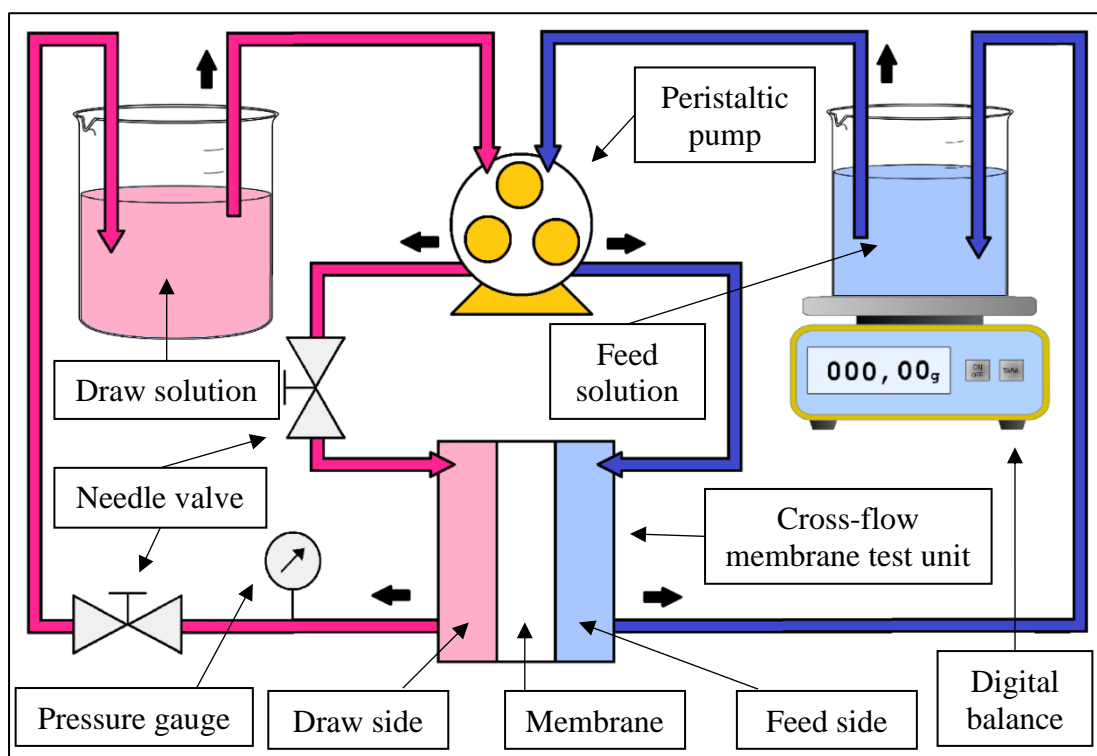 Peristaltic
pump
Draw solution
Feed
solution
000,00g
ON
OFF
TARA
Needle valve
Cross-flow
membrane test unit
Pressure gauge
Draw side
Membrane
Feed side
Digital
balance